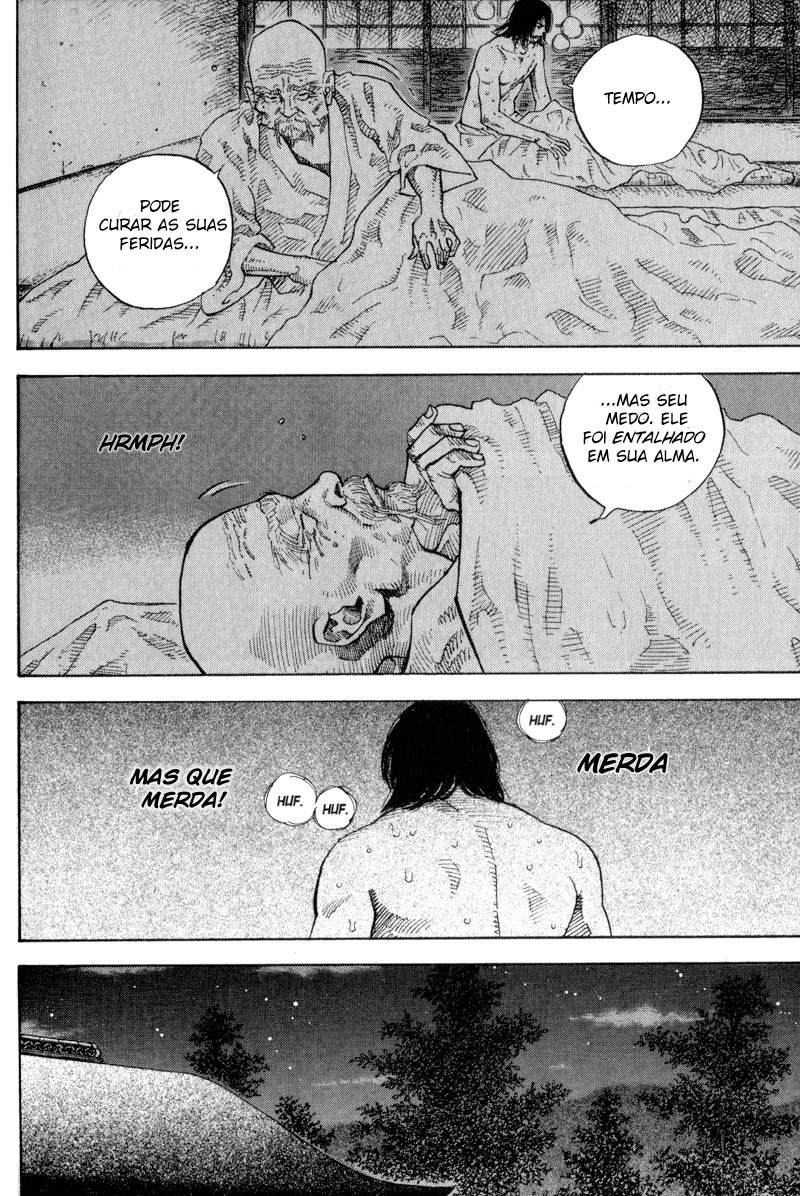 TEMPO...
PODE
CURAR AS SUAS
FERIDAS...
...MAS SEU
MEDO. ELE
FOI ENTALHADO
EM SUA ALMA.
HRMPH!
HUF.
MERDA
MAS QUE
MERDA!
HUF.
HUF.